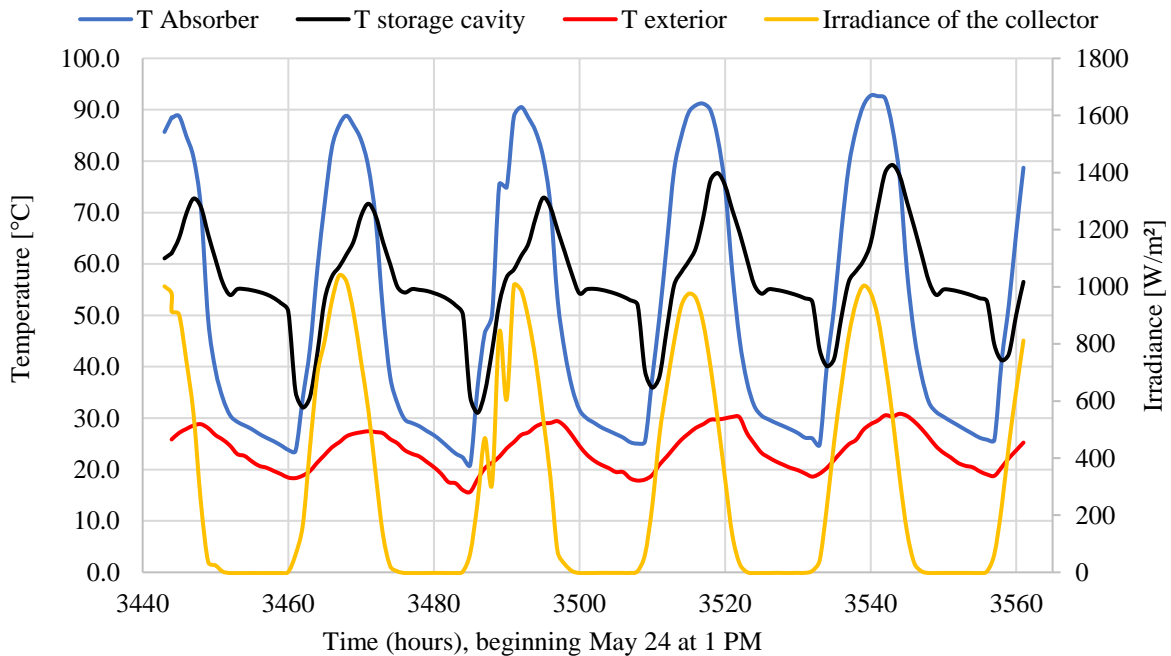 T Absorber T storage cavity T exterior Irradiance of the collector
100.0 1800
90.0 1600
80.0 1400
70.0 1200
60.0 1000
50.0 800
40.0 600
30.0 400
20.0 200
10.0 0
0.0
Temperature [°C]
Irradiance [W/m²]
3440 3460 3480 3500 3520 3540 3560
Time (hours), beginning May 24 at 1 PM